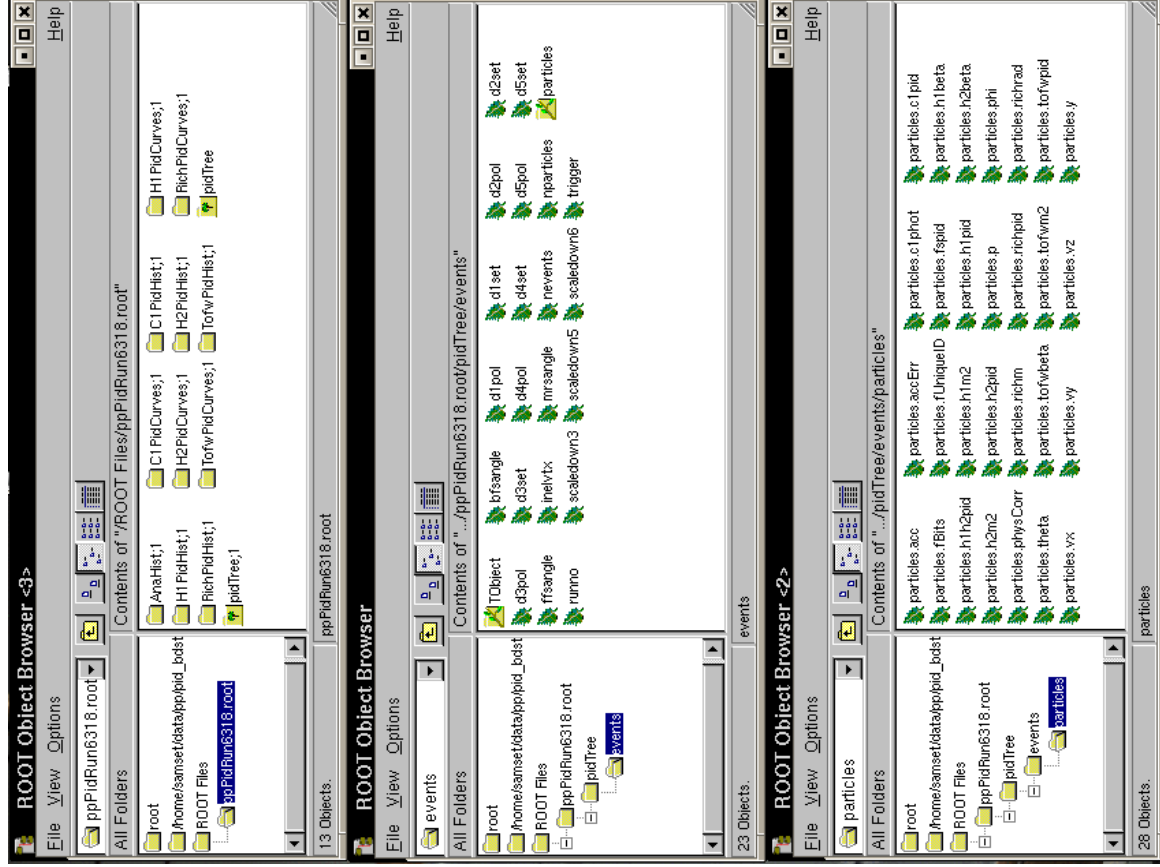 ROOT Object Browser <3>
File View Options Help
ppPidRun6318.root
All Folders Contents of "/ROOT Files/ppPidRun6318.root"
root
/home/samset/data/pp/pid_bdst
ROOT Files
ppPidRun6318.root
AnaHist;1 C1PidCurves;1 C1PidHist;1 H1PidCurves;1
H1PidHist;1 H2PidCurves;1 H2PidHist;1 RichPidCurves;1
RichPidHist;1 TofwPidCurves;1 TofwPidHist;1 pidTree
pidTree;1
13 Objects. ppPidRun6318.root
ROOT Object Browser
File View Options Help
events
All Folders Contents of ".../ppPidRun6318.root/pidTree/events"
root
/home/samset/data/pp/pid_bdst
ROOT Files
ppPidRun6318.root
pidTree
events
TObject bfsangle d1pol d1set d2pol d2set
d3pol d3set d4pol d4set d5pol d5set
ffsangle inelvtx mrsangle nevents nparticles particles
runno scaledown3 scaledown5 scaledown6 trigger
23 Objects. events
ROOT Object Browser <2>
File View Options Help
particles
All Folders Contents of ".../pidTree/events/particles"
root
/home/samset/data/pp/pid_bdst
ROOT Files
ppPidRun6318.root
pidTree
events
particles
particles.acc particles.accErr particles.c1phot particles.c1pid
particles.fBits particles.fUniqueID particles.fspid particles.h1beta
particles.h1h2pid particles.h1m2 particles.h1pid particles.h2beta
particles.h2m2 particles.h2pid particles.p particles.phi
particles.physCorr particles.richm particles.richpid particles.richrad
particles.theta particles.tofwbeta particles.tofwm2 particles.tofwpid
particles.vx particles.vy particles.vz particles.y
28 Objects. particles